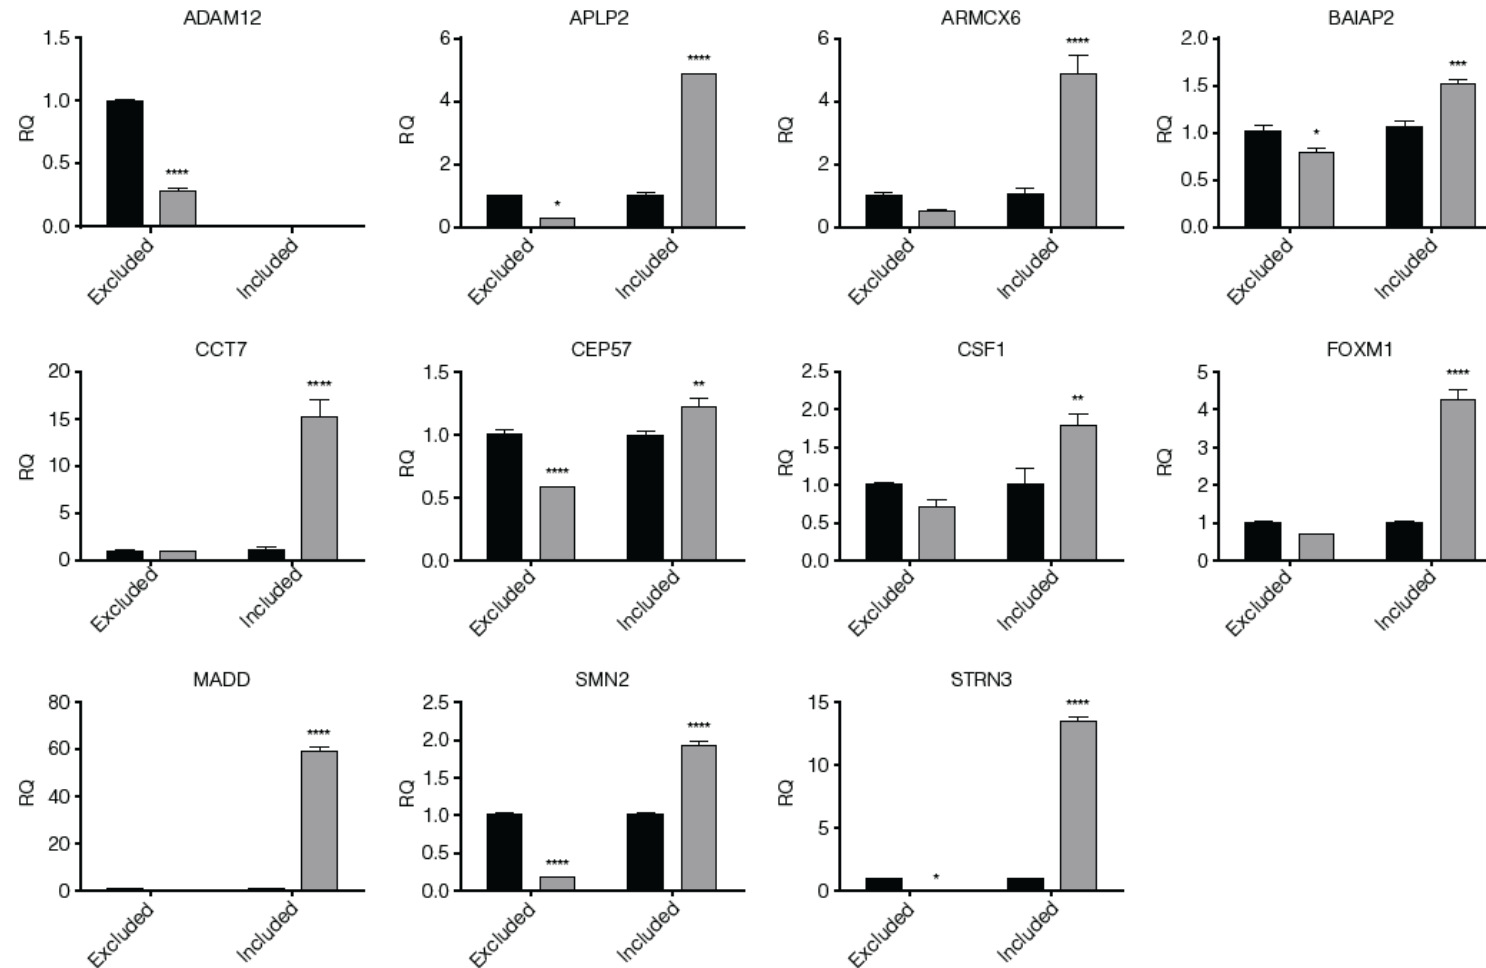 ADAM12
1.5
1.0
0.5
0.0
RQ
****
Excluded
Included
APLP2
6
4
2
0
RQ
*
****
Excluded
Included
ARMCX6
6
4
2
0
RQ
****
Excluded
Included
BAIAP2
2.0
1.5
1.0
0.5
0.0
RQ
*
***
Excluded
Included
CCT7
20
15
10
5
0
RQ
****
Excluded
Included
CEP57
1.5
1.0
0.5
0.0
RQ
****
**
Excluded
Included
CSF1
2.5
2.0
1.5
1.0
0.5
0.0
RQ
**
Excluded
Included
FOXM1
5
4
3
2
1
0
RQ
****
Excluded
Included
MADD
80
60
40
20
0
RQ
****
Excluded
Included
SMN2
2.5
2.0
1.5
1.0
0.5
0.0
RQ
****
****
Excluded
Included
STRN3
15
10
5
0
RQ
*
****
Excluded
Included